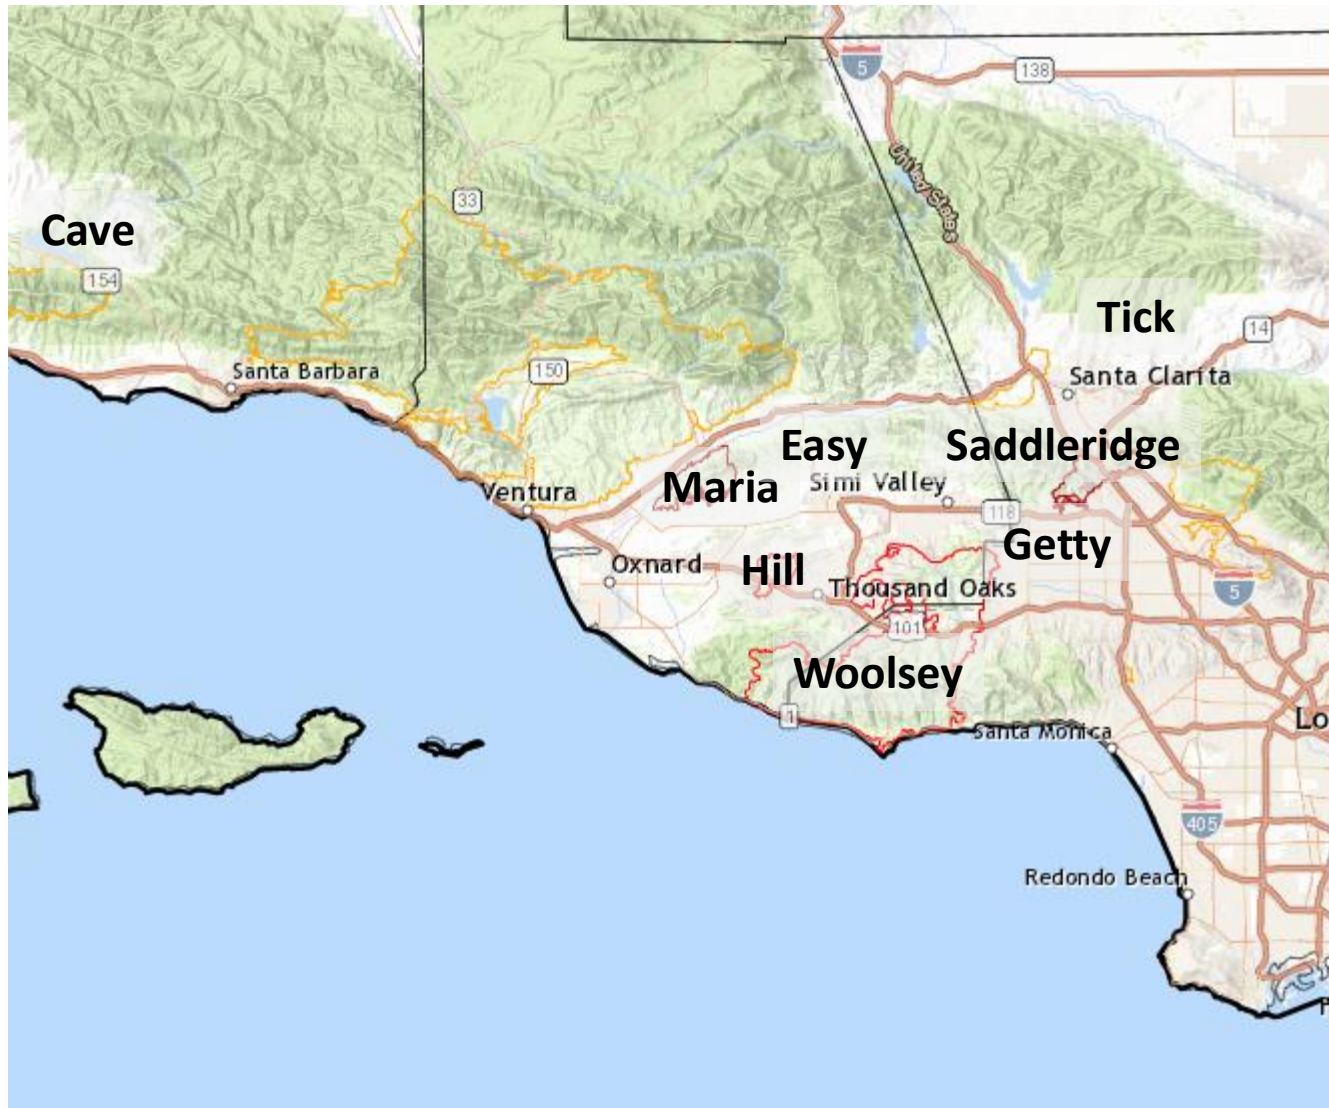 5
138
United States
33
Cave
154
Tick
14
150
Santa Barbara
Santa Clarita
Easy
Saddleridge
Maria
Simi Valley
Ventura
118
Getty
Oxnard
Hill
Thousand Oaks
5
101
Woolsey
1
Santa Monica
Lo
405
Redondo Beach